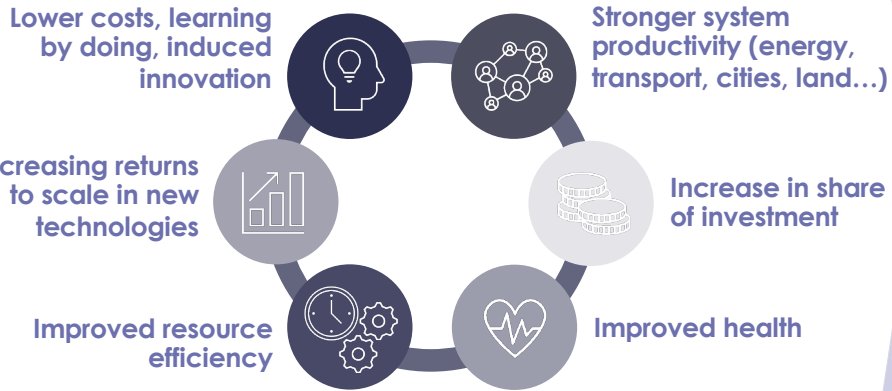 Lower costs, learning
by doing, induced
innovation
Stronger system
productivity (energy,
transport, cities, land…)
creasing returns
to scale in new
technologies
Increase in share
of investment
Improved resource
efficiency
Improved health